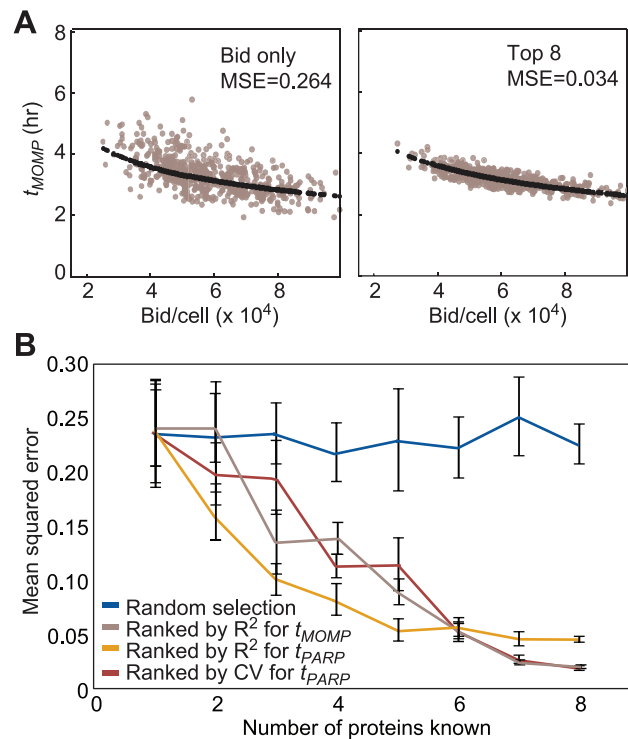 A
8
6
4
2
0
t_MOMP (hr)
Bid only
MSE=0.264
2 4 6 8
Bid/cell (x 10^4)
Top 8
MSE=0.034
2 4 6 8
Bid/cell (x 10^4)
B
0.30
0.25
0.20
0.15
0.10
0.05
0
Mean squared error
Random selection
Ranked by R² for t_MOMP
Ranked by R² for t_PARP
Ranked by CV for t_PARP
0 2 4 6 8
Number of proteins known